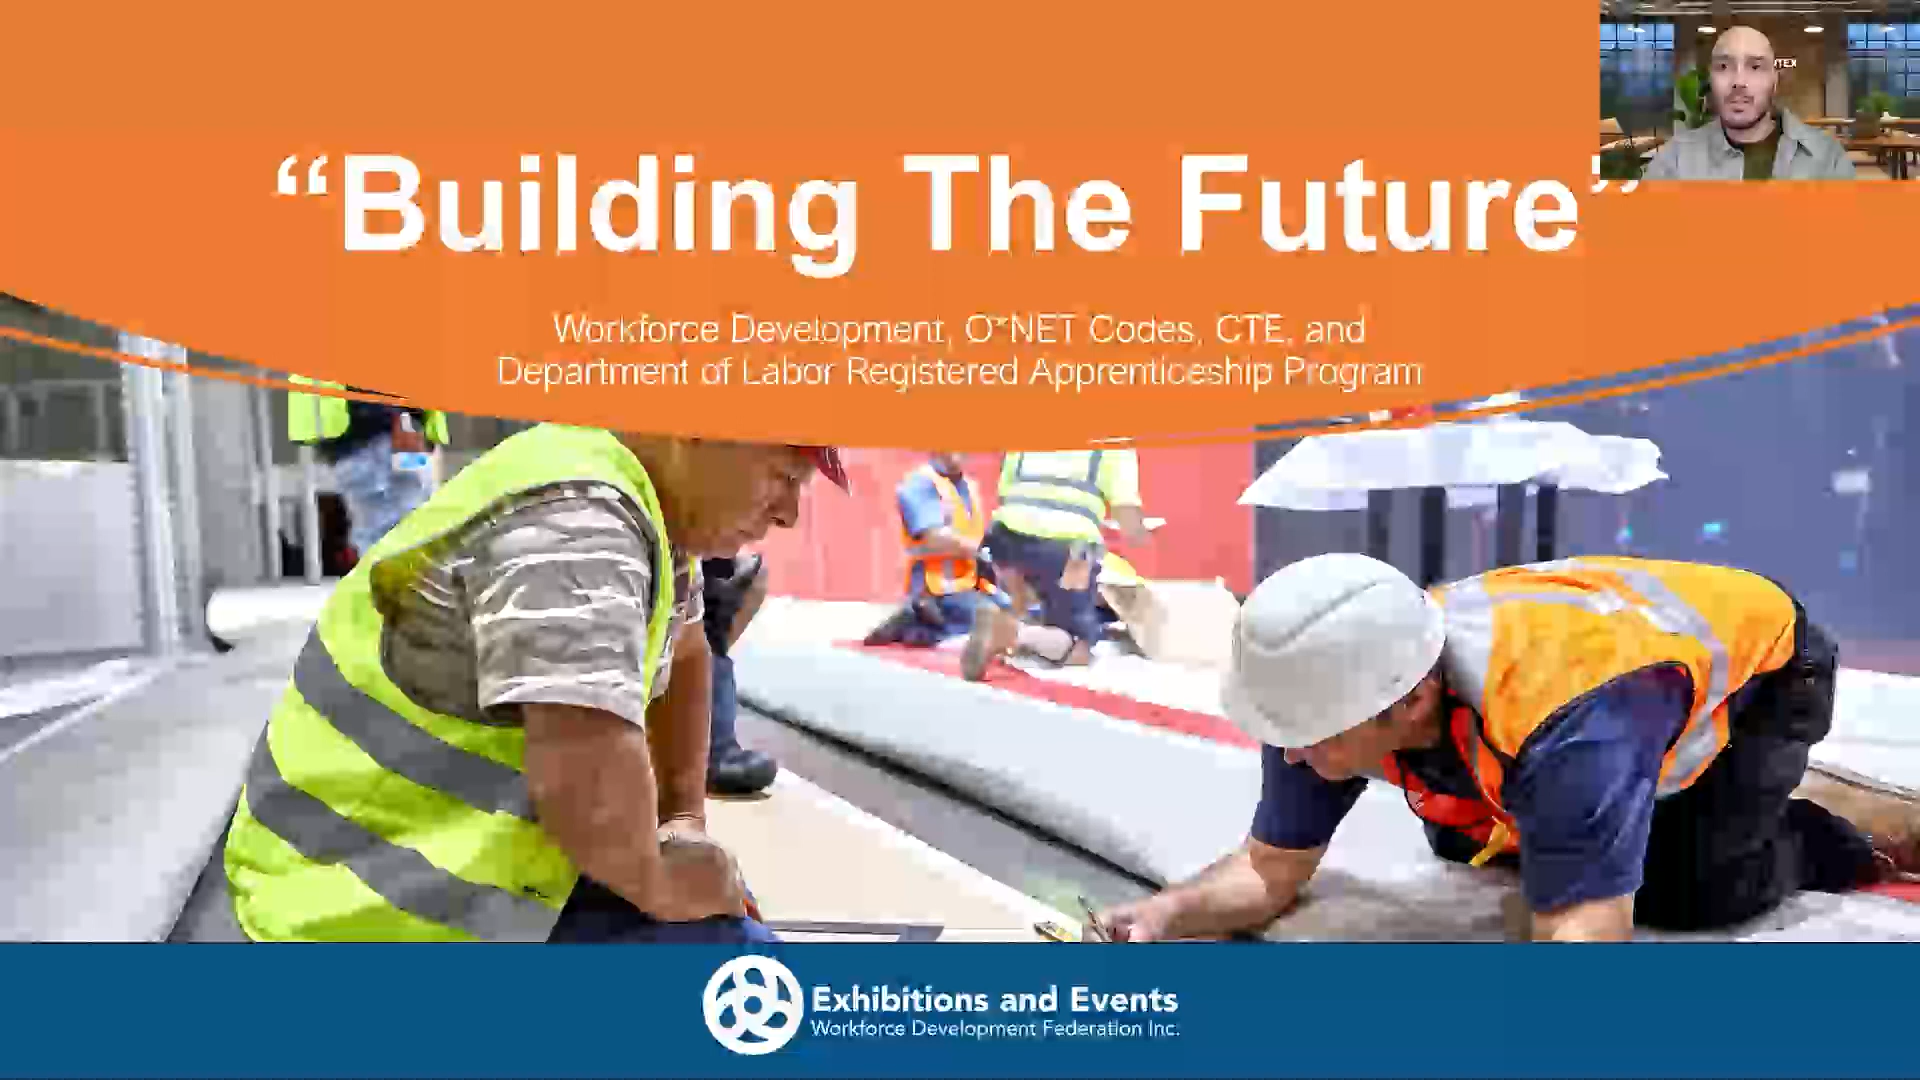 “Building The Future”
Workforce Development, O*NET Codes, CTE, and
Department of Labor Registered Apprenticeship Program
Exhibitions and Events
Workforce Development Federation Inc.